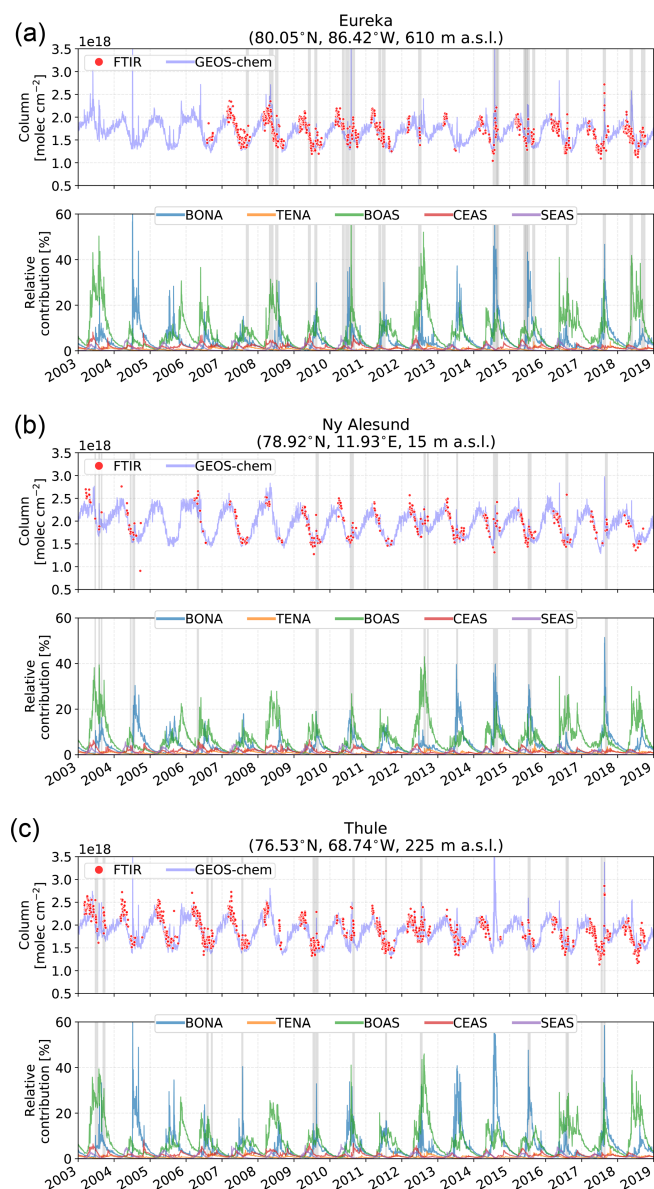 (a)
Eureka
(80.05°N, 86.42°W, 610 m a.s.l.)
1e18
FTIR GEOS-chem
Column
[molec cm⁻²]
3.5
3.0
2.5
2.0
1.5
1.0
0.5
BONA TENA BOAS CEAS SEAS
Relative
contribution [%]
60
40
20
0
2003 2004 2005 2006 2007 2008 2009 2010 2011 2012 2013 2014 2015 2016 2017 2018 2019
(b)
Ny Alesund
(78.92°N, 11.93°E, 15 m a.s.l.)
1e18
FTIR GEOS-chem
Column
[molec cm⁻²]
3.5
3.0
2.5
2.0
1.5
1.0
0.5
BONA TENA BOAS CEAS SEAS
Relative
contribution [%]
60
40
20
0
2003 2004 2005 2006 2007 2008 2009 2010 2011 2012 2013 2014 2015 2016 2017 2018 2019
(c)
Thule
(76.53°N, 68.74°W, 225 m a.s.l.)
1e18
FTIR GEOS-chem
Column
[molec cm⁻²]
3.5
3.0
2.5
2.0
1.5
1.0
0.5
BONA TENA BOAS CEAS SEAS
Relative
contribution [%]
60
40
20
0
2003 2004 2005 2006 2007 2008 2009 2010 2011 2012 2013 2014 2015 2016 2017 2018 2019